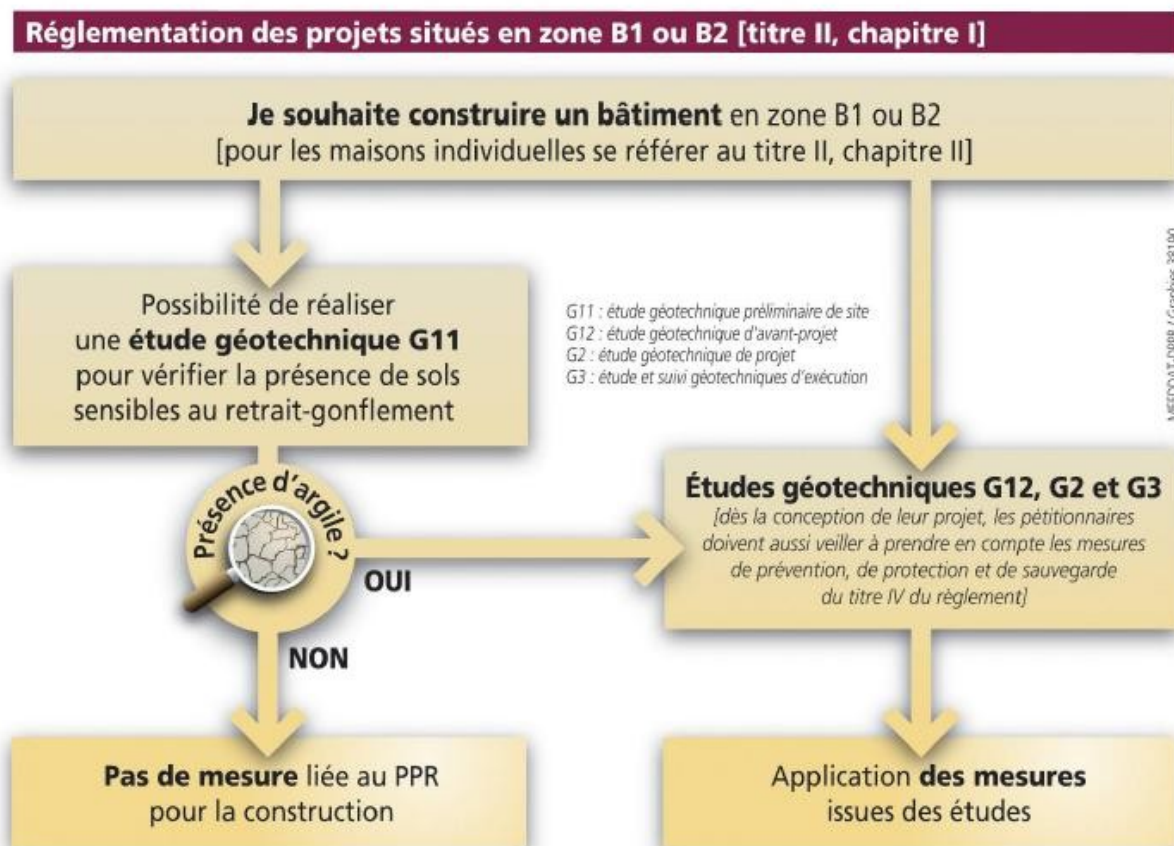 Réglementation des projets situés en zone B1 ou B2 [titre II, chapitre I]
Je souhaite construire un bâtiment en zone B1 ou B2
[pour les maisons individuelles se référer au titre II, chapitre II]
Possibilité de réaliser
une étude géotechnique G11
pour vérifier la présence de sols
sensibles au retrait-gonflement
G11 : étude géotechnique préliminaire de site
G12 : étude géotechnique d'avant-projet
G2 : étude géotechnique de projet
G3 : étude et suivi géotechniques d'exécution
Présence d'argile ?
OUI
NON
Études géotechniques G12, G2 et G3
[dès la conception de leur projet, les pétitionnaires
doivent aussi veiller à prendre en compte les mesures
de prévention, de protection et de sauvegarde
du titre IV du règlement]
Pas de mesure liée au PPR
pour la construction
Application des mesures
issues des études